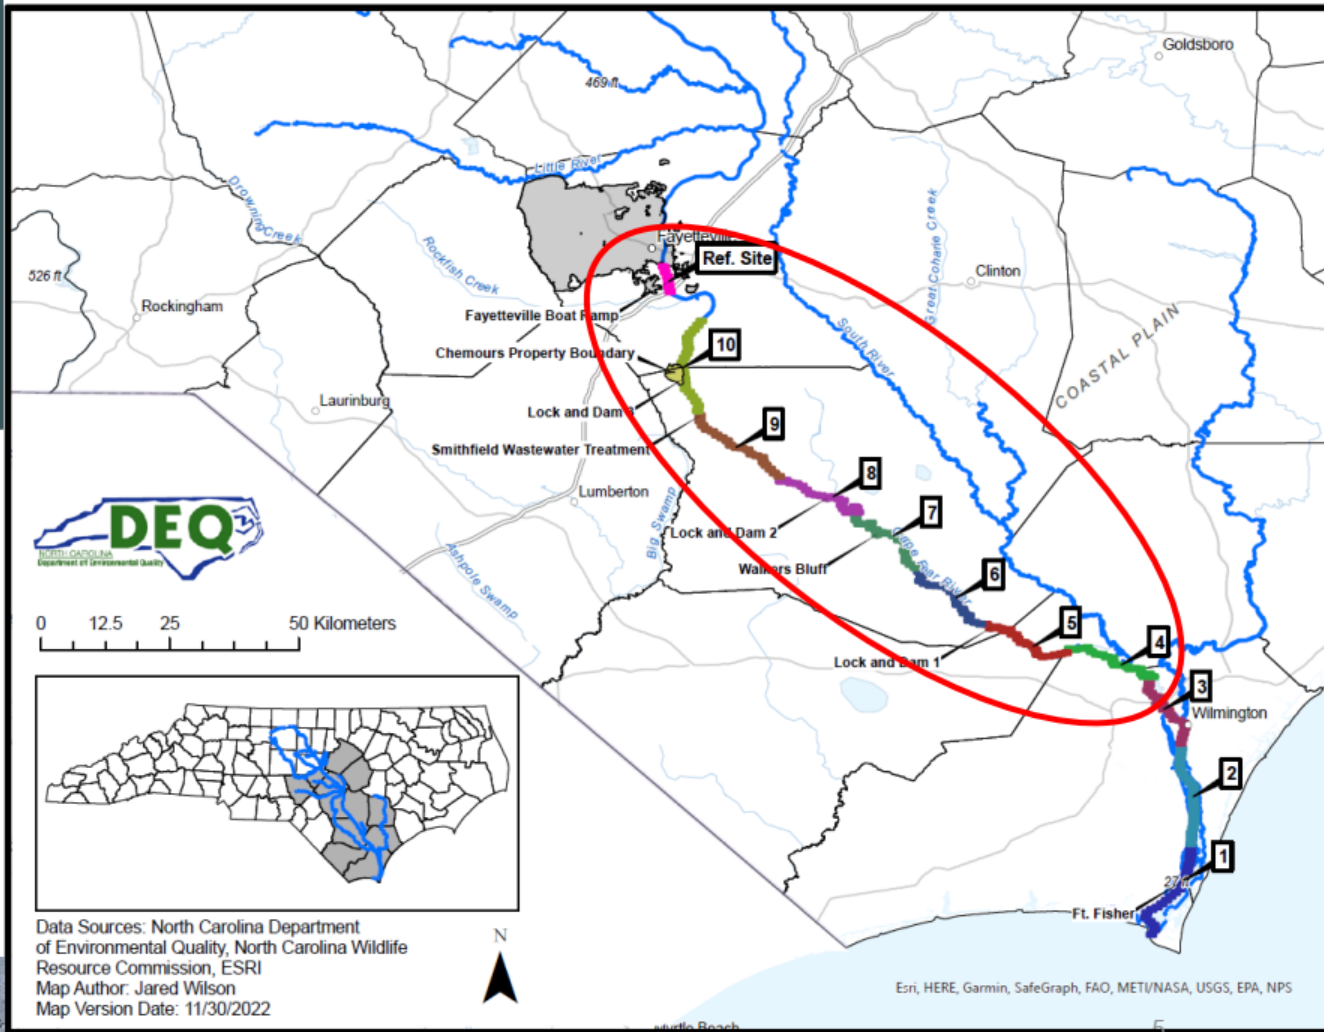 Goldsboro
469 ft
Little River
Drowning Creek
Fayetteville
Ref. Site
Rockfish Creek
Great Coharie Creek
Clinton
526 ft
Rockingham
Fayetteville Boat Ramp
South River
COASTAL PLAIN
Chemours Property Boundary
10
Laurinburg
Lock and Dam 3
9
Smithfield Wastewater Treatment
8
Lumberton
7
Big Swamp
Lock and Dam 2
Cape Fear River
DEQ
NORTH CAROLINA
Department of Environmental Quality
Ashpole Swamp
Walkers Bluff
6
0 12.5 25 50 Kilometers
5
4
Lock and Dam 1
3
Wilmington
2
1
27 ft
Ft. Fisher
Data Sources: North Carolina Department
of Environmental Quality, North Carolina Wildlife
Resource Commission, ESRI
Map Author: Jared Wilson
Map Version Date: 11/30/2022
N
Esri, HERE, Garmin, SafeGraph, FAO, METI/NASA, USGS, EPA, NPS
Myrtle Beach
5